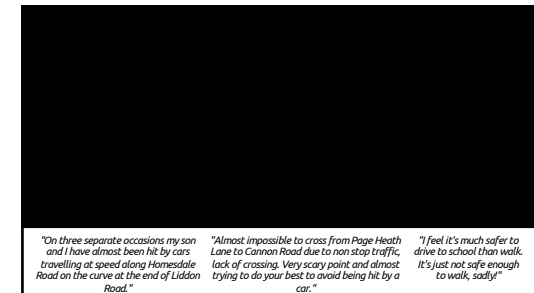 "On three separate occasions my son
and I have almost been hit by cars
travelling at speed along Homesdale
Road on the curve at the end of Liddon
Road."
"Almost impossible to cross from Page Heath
Lane to Cannon Road due to non stop traffic,
lack of crossing. Very scary point and almost
trying to do your best to avoid being hit by a
car."
"I feel it's much safer to
drive to school than walk.
It's just not safe enough
to walk, sadly!"